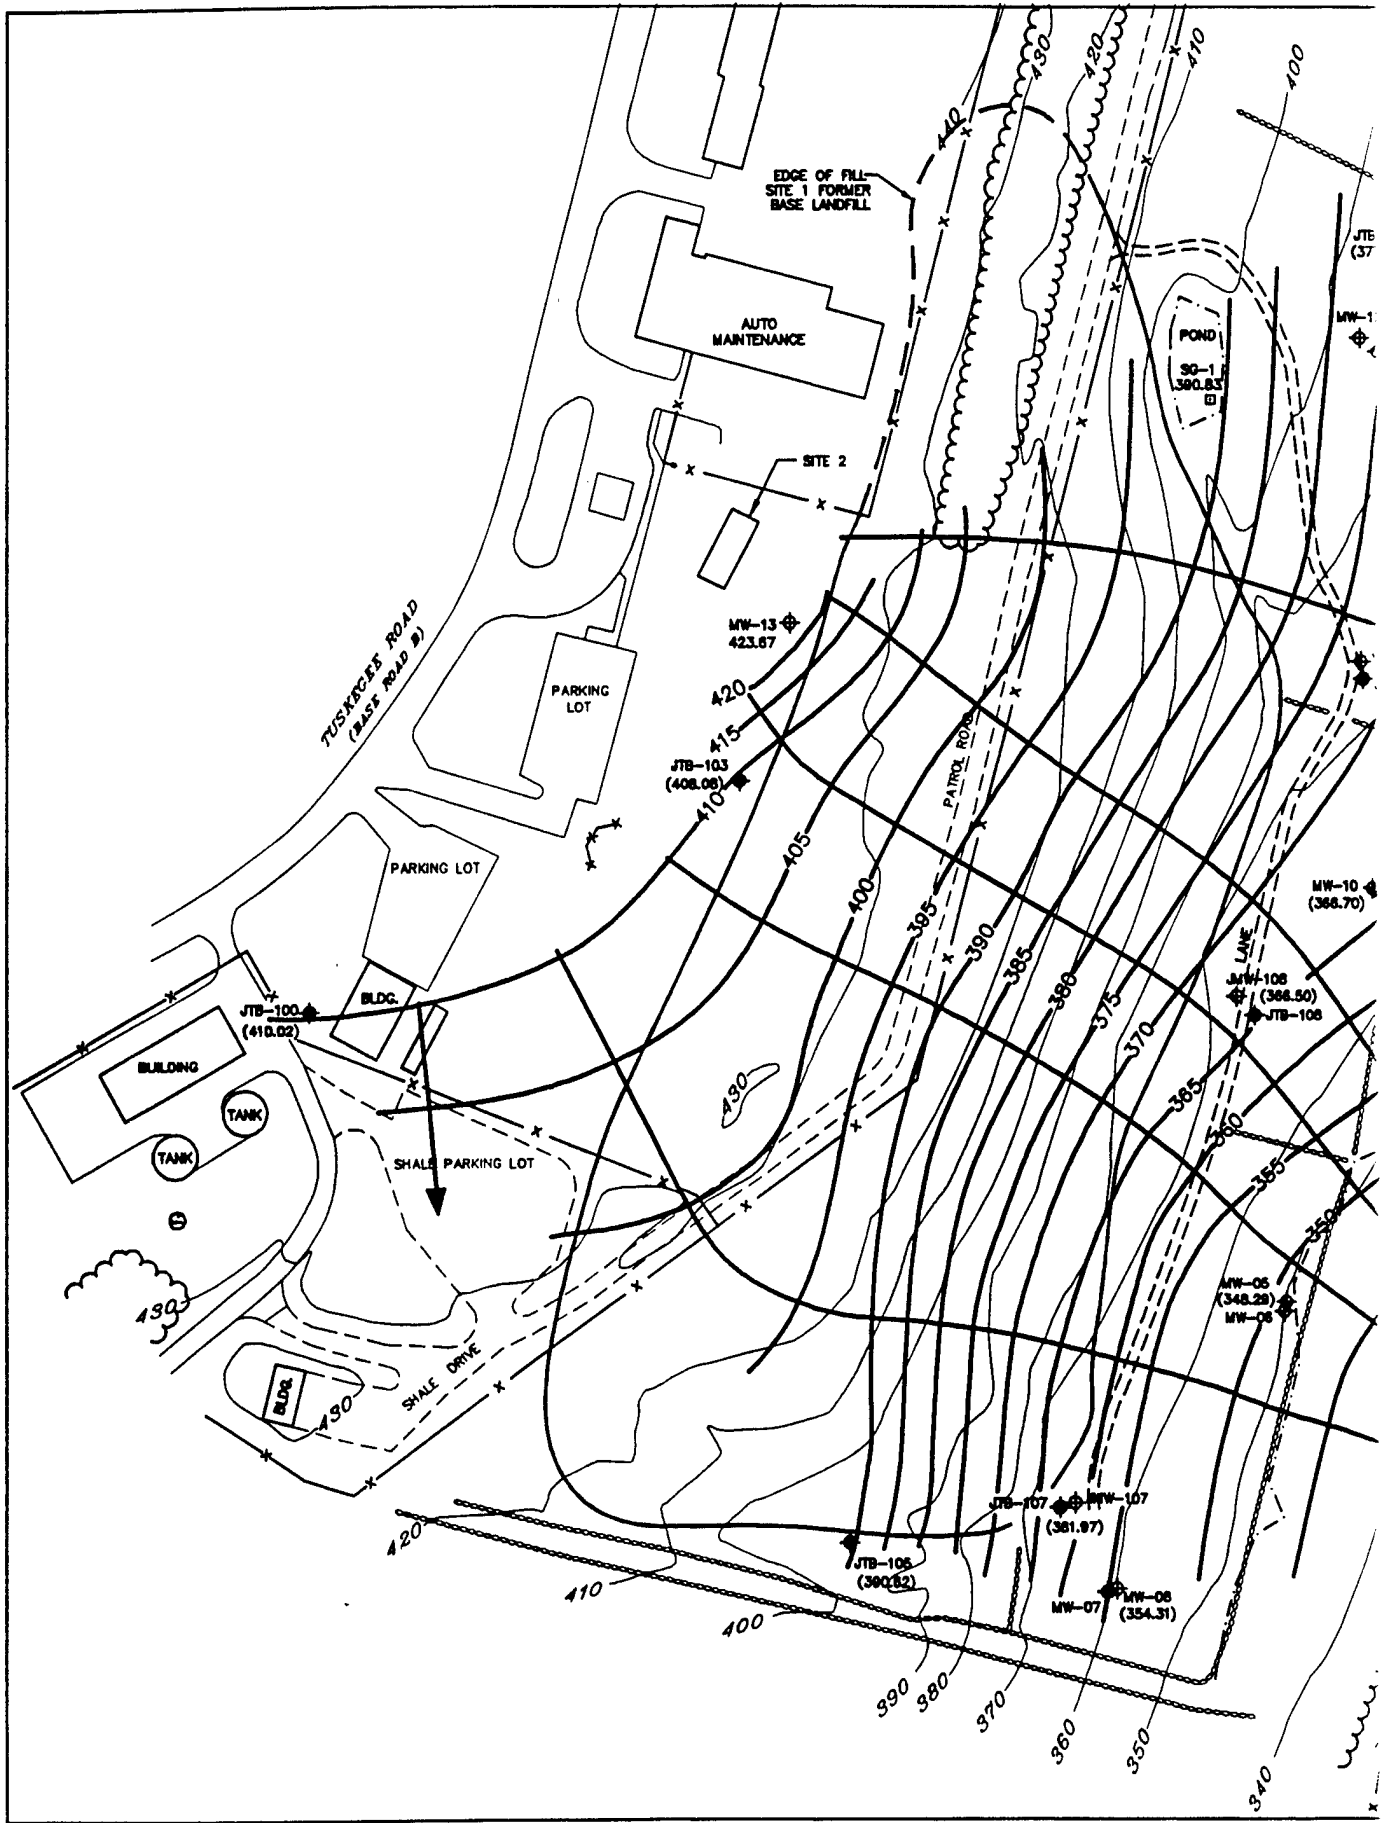 430
420
410
400
440
EDGE OF FILL
SITE 1 FORMER
BASE LANDFILL
AUTO
MAINTENANCE
POND
SG-1
390.83
SITE 2
MW-13
423.67
TUSKEGEE ROAD
(BASE ROAD B)
PARKING
LOT
420
415
JTB-103
(408.08)
410
405
400
395
390
385
380
375
370
365
360
355
350
PATROL ROAD
PARKING LOT
MW-10
(366.70)
LANE
JMW-108
(366.50)
JTB-108
BLDG.
JTB-100
(410.02)
BUILDING
TANK
TANK
SHALE PARKING LOT
430
430
MW-05
(348.29)
MW-06
SHALE DRIVE
BLDG.
430
JTB-107
(361.97)
JTB-105
MW-07
MW-08
(354.31)
420
410
400
390
380
370
360
350
340